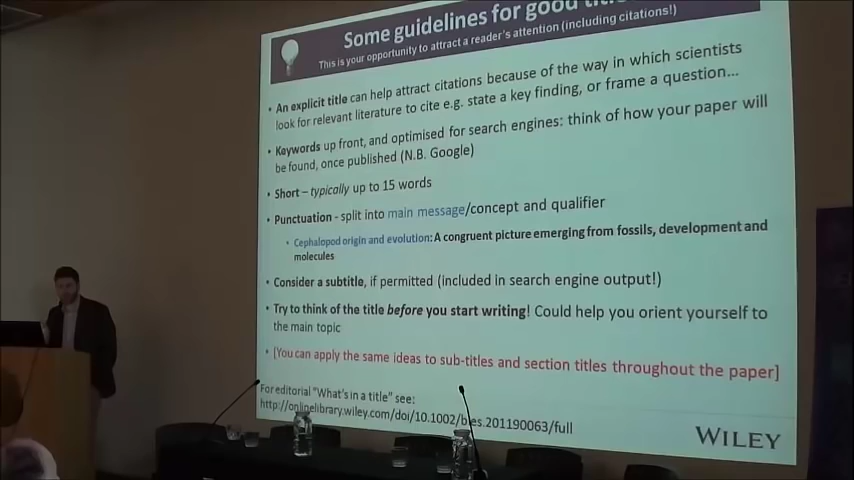 Some guidelines for good
This is your opportunity to attract a reader's attention (including citations!)
• An explicit title can help attract citations because of the way in which scientists
look for relevant literature to cite e.g. state a key finding, or frame a question...
• Keywords up front, and optimised for search engines: think of how your paper will
be found, once published (N.B. Google)
• Short – typically up to 15 words
• Punctuation - split into main message/concept and qualifier
• Cephalopod origin and evolution: A congruent picture emerging from fossils, development and
molecules
• Consider a subtitle, if permitted (included in search engine output!)
• Try to think of the title before you start writing! Could help you orient yourself to
the main topic
• [You can apply the same ideas to sub-titles and section titles throughout the paper]
For editorial "What's in a title" see:
http://onlinelibrary.wiley.com/doi/10.1002/bies.201190063/full
WILEY